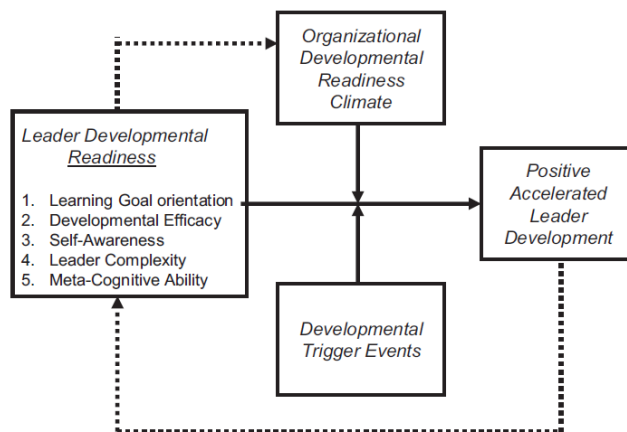 Organizational
Developmental
Readiness
Climate
Leader Developmental
Readiness
1. Learning Goal orientation
2. Developmental Efficacy
3. Self-Awareness
4. Leader Complexity
5. Meta-Cognitive Ability
Positive
Accelerated
Leader
Development
Developmental
Trigger Events